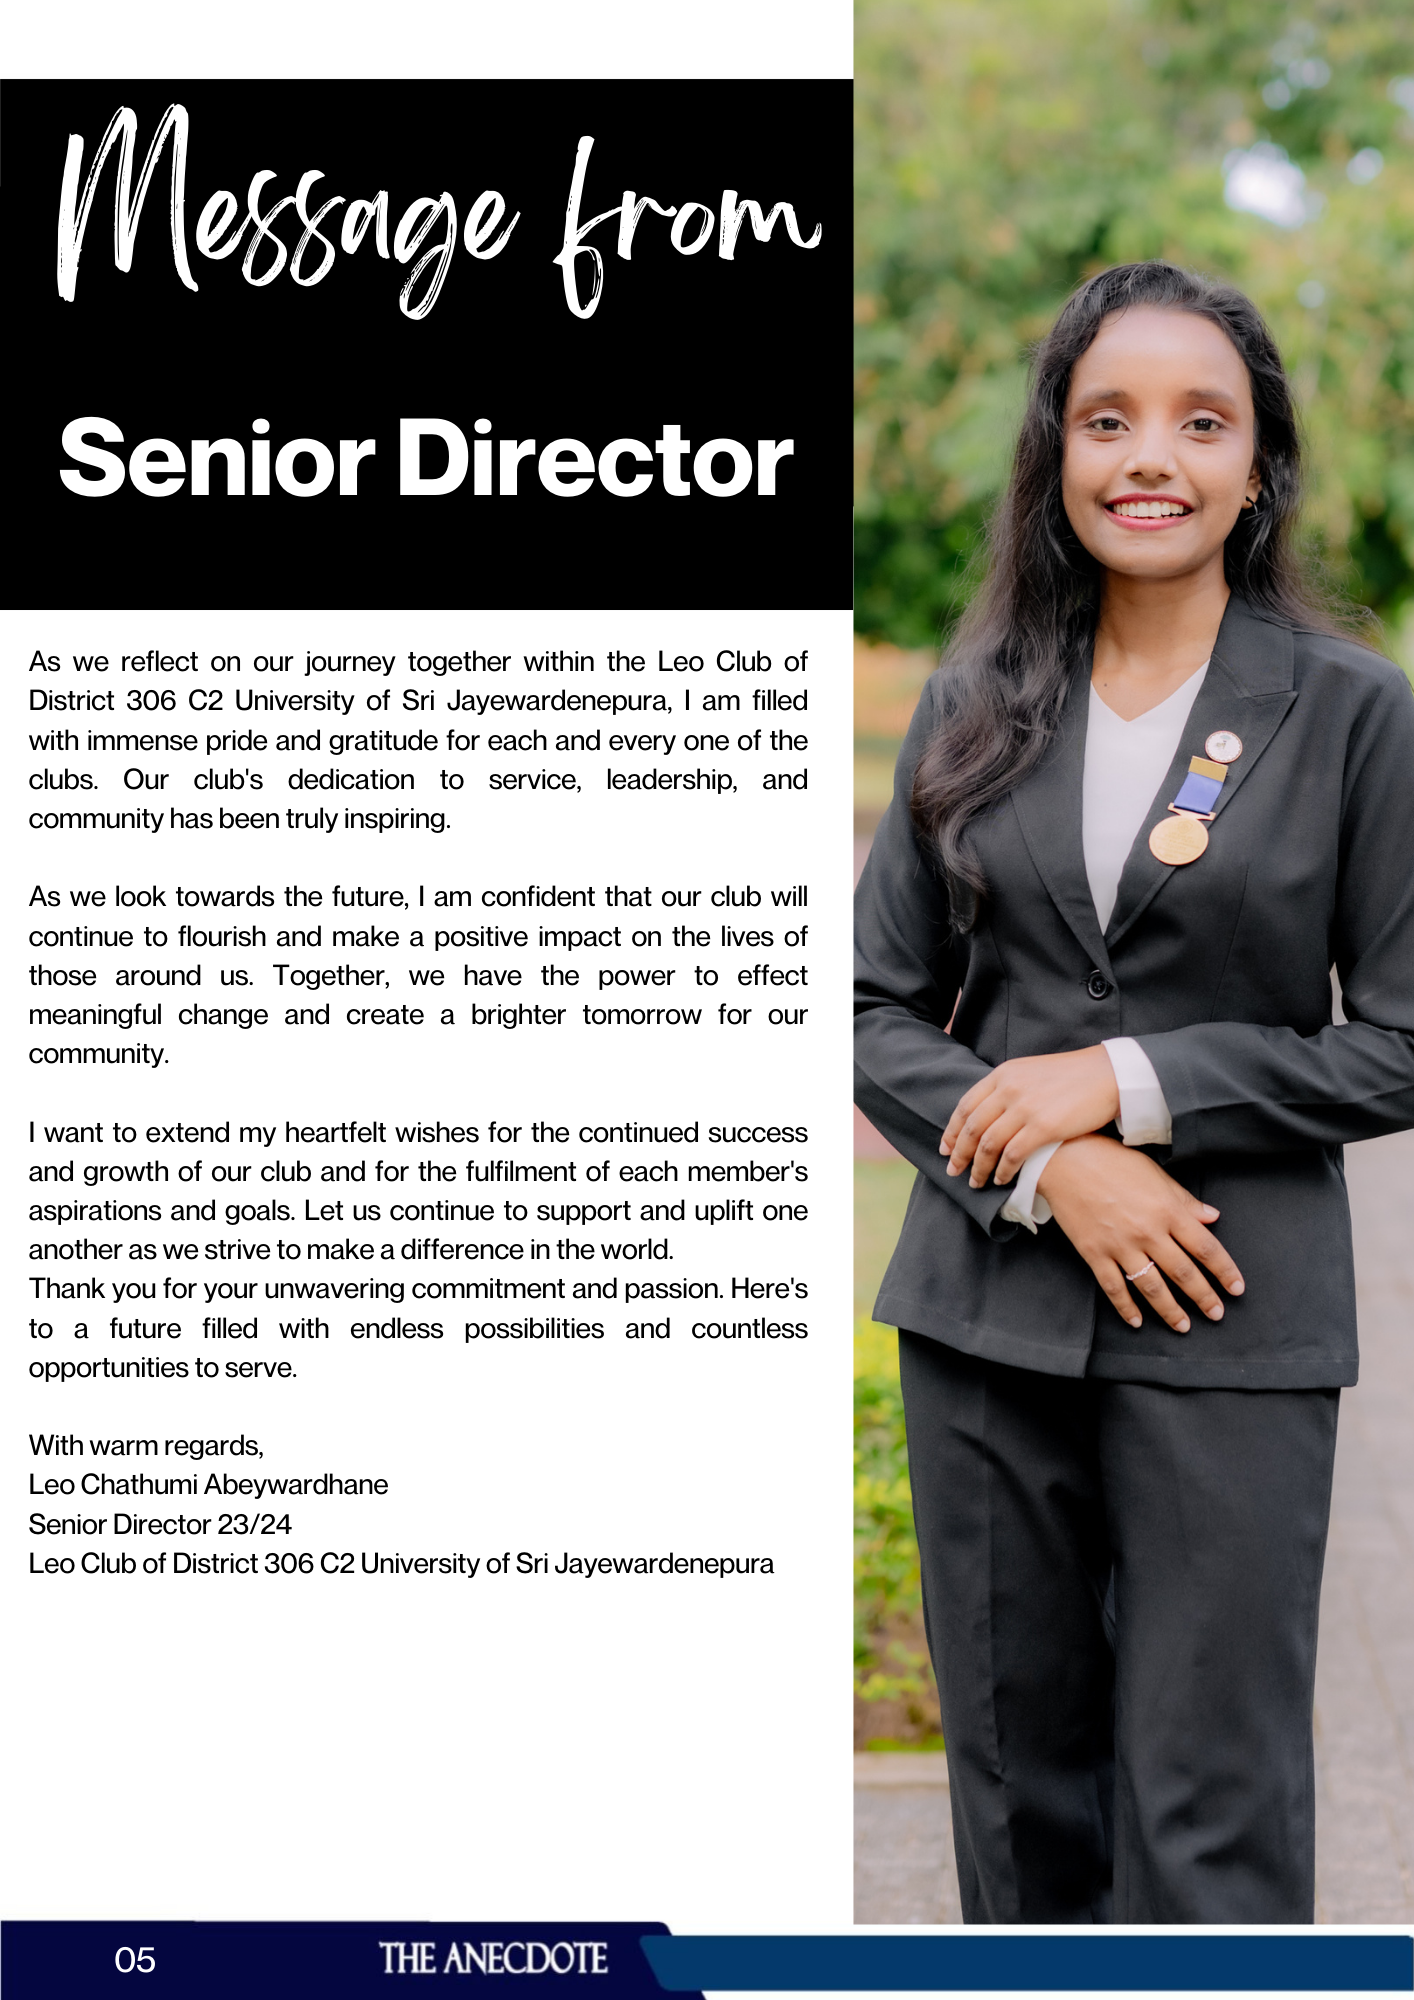 Message from
Senior Director
As we reflect on our journey together within the Leo Club of
District 306 C2 University of Sri Jayewardenepura, I am filled
with immense pride and gratitude for each and every one of the
clubs. Our club's dedication to service, leadership, and
community has been truly inspiring.
As we look towards the future, I am confident that our club will
continue to flourish and make a positive impact on the lives of
those around us. Together, we have the power to effect
meaningful change and create a brighter tomorrow for our
community.
I want to extend my heartfelt wishes for the continued success
and growth of our club and for the fulfilment of each member's
aspirations and goals. Let us continue to support and uplift one
another as we strive to make a difference in the world.
Thank you for your unwavering commitment and passion. Here's
to a future filled with endless possibilities and countless
opportunities to serve.
With warm regards,
Leo Chathumi Abeywardhane
Senior Director 23/24
Leo Club of District 306 C2 University of Sri Jayewardenepura
05
THE ANECDOTE